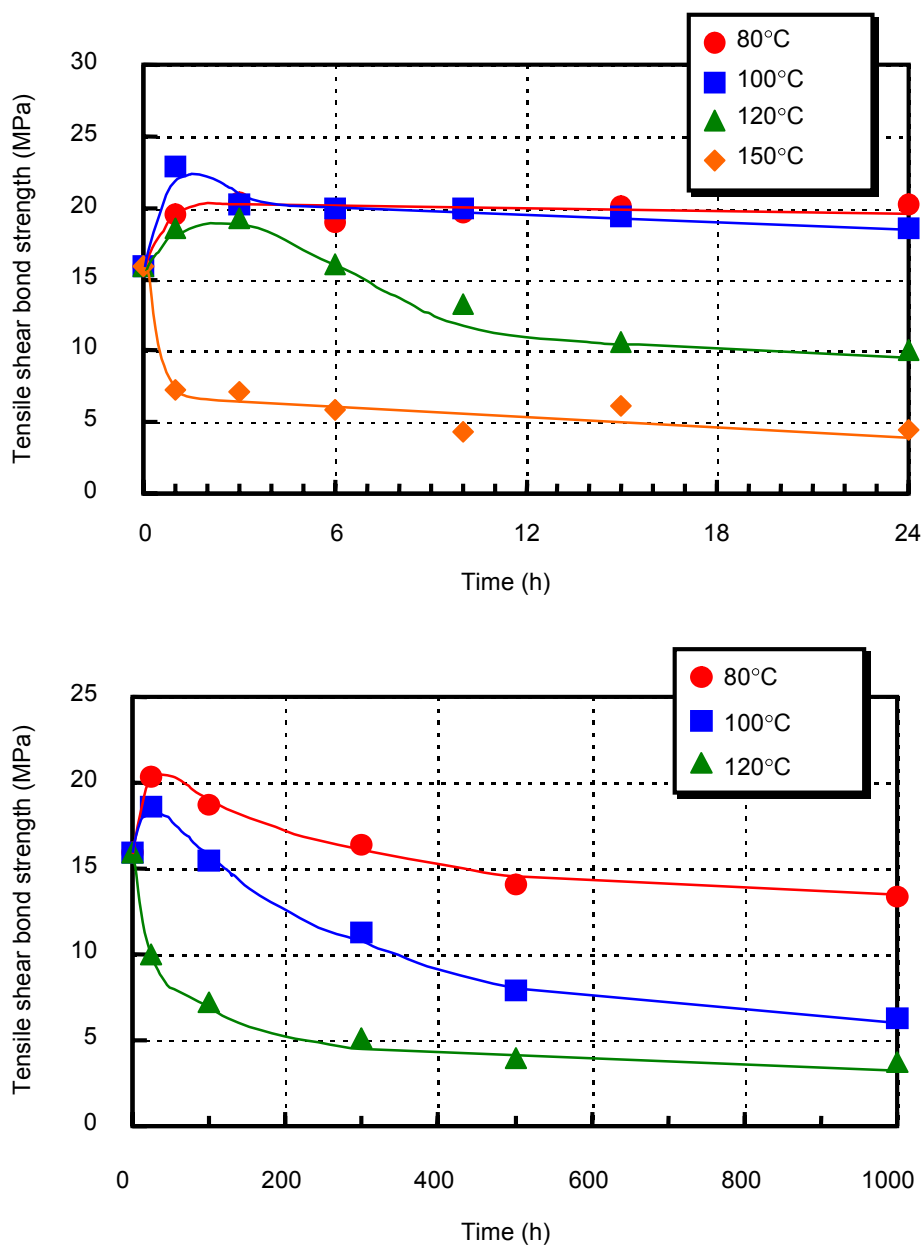 80°C
100°C
120°C
150°C
Tensile shear bond strength (MPa)
30
25
20
15
10
5
0
0 6 12 18 24
Time (h)
80°C
100°C
120°C
Tensile shear bond strength (MPa)
25
20
15
10
5
0
0 200 400 600 800 1000
Time (h)